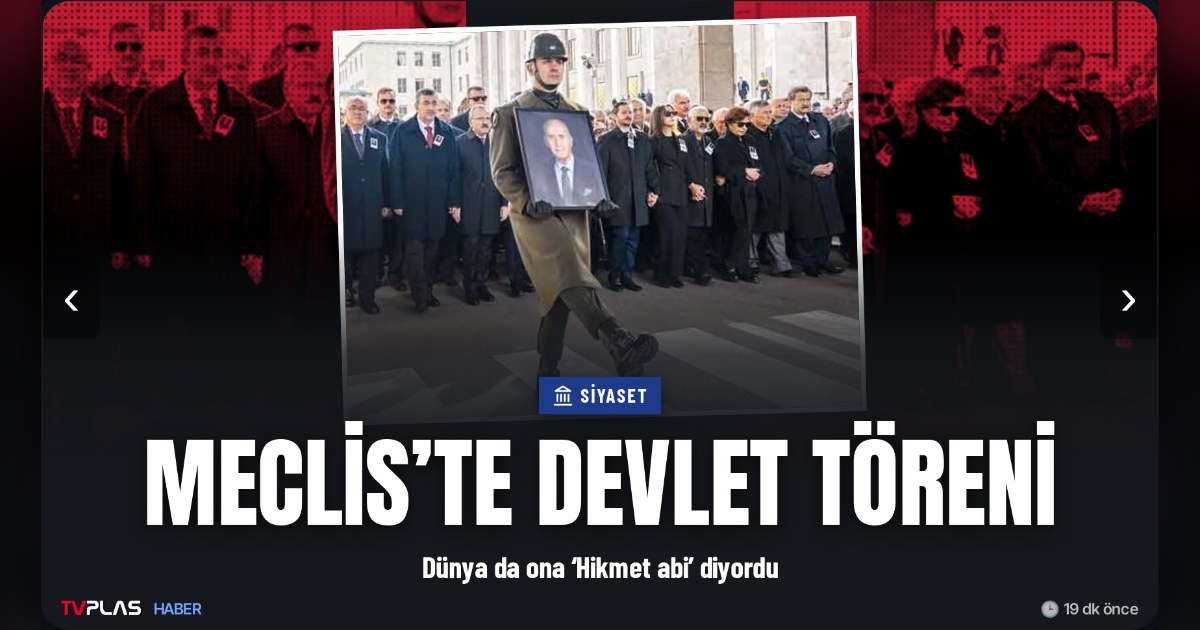 SİYASET
MECLİS’TE DEVLET TÖRENİ
Dünya da ona ‘Hikmet abi’ diyordu
TVPLAS HABER
19 dk önce